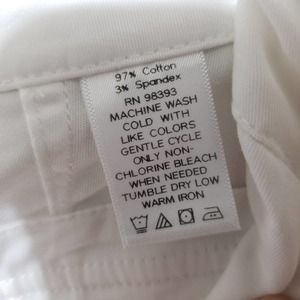 97% Cotton
3% Spandex
RN 98393
MACHINE WASH
COLD WITH
LIKE COLORS
GENTLE CYCLE
ONLY NON-
CHLORINE BLEACH
WHEN NEEDED
TUMBLE DRY LOW
WARM IRON